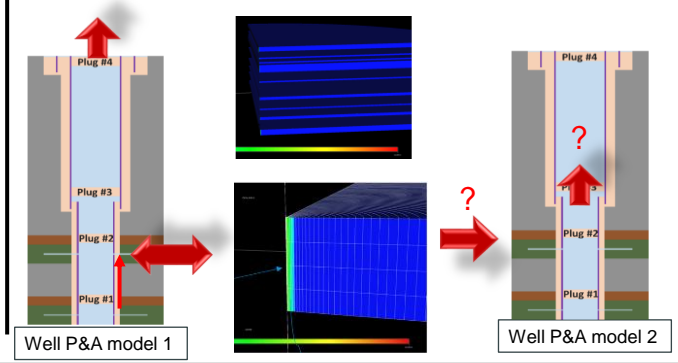 Plug #4
Plug #3
Plug #2
Plug #1
Well P&A model 1
?
Plug #4
?
Plug #2
Plug #1
Well P&A model 2